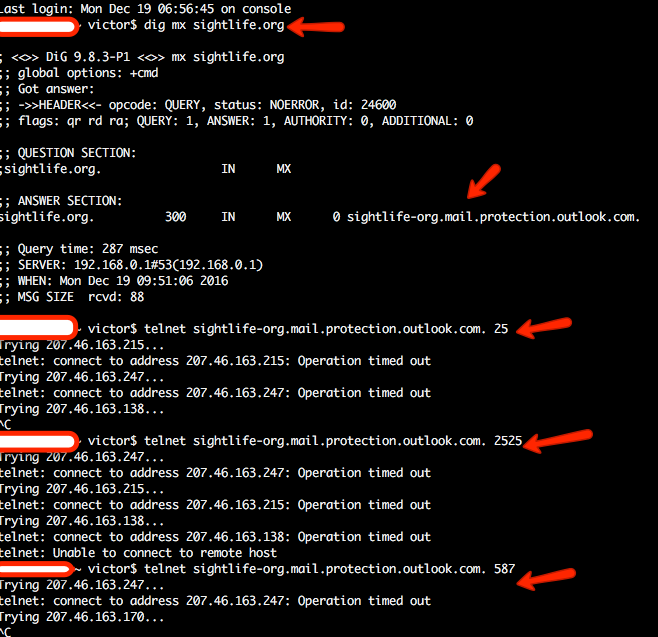 Last login: Mon Dec 19 06:56:45 on console
~ victor$ dig mx sightlife.org
; <<>> DiG 9.8.3-P1 <<>> mx sightlife.org
;; global options: +cmd
;; Got answer:
;; ->>HEADER<<- opcode: QUERY, status: NOERROR, id: 24600
;; flags: qr rd ra; QUERY: 1, ANSWER: 1, AUTHORITY: 0, ADDITIONAL: 0
;; QUESTION SECTION:
;sightlife.org. IN MX
;; ANSWER SECTION:
sightlife.org. 300 IN MX 0 sightlife-org.mail.protection.outlook.com.
;; Query time: 287 msec
;; SERVER: 192.168.0.1#53(192.168.0.1)
;; WHEN: Mon Dec 19 09:51:06 2016
;; MSG SIZE rcvd: 88
~ victor$ telnet sightlife-org.mail.protection.outlook.com. 25
Trying 207.46.163.215...
telnet: connect to address 207.46.163.215: Operation timed out
Trying 207.46.163.247...
telnet: connect to address 207.46.163.247: Operation timed out
Trying 207.46.163.138...
^C
~ victor$ telnet sightlife-org.mail.protection.outlook.com. 2525
Trying 207.46.163.247...
telnet: connect to address 207.46.163.247: Operation timed out
Trying 207.46.163.215...
telnet: connect to address 207.46.163.215: Operation timed out
Trying 207.46.163.138...
telnet: connect to address 207.46.163.138: Operation timed out
telnet: Unable to connect to remote host
~ victor$ telnet sightlife-org.mail.protection.outlook.com. 587
Trying 207.46.163.247...
telnet: connect to address 207.46.163.247: Operation timed out
Trying 207.46.163.170...
^C